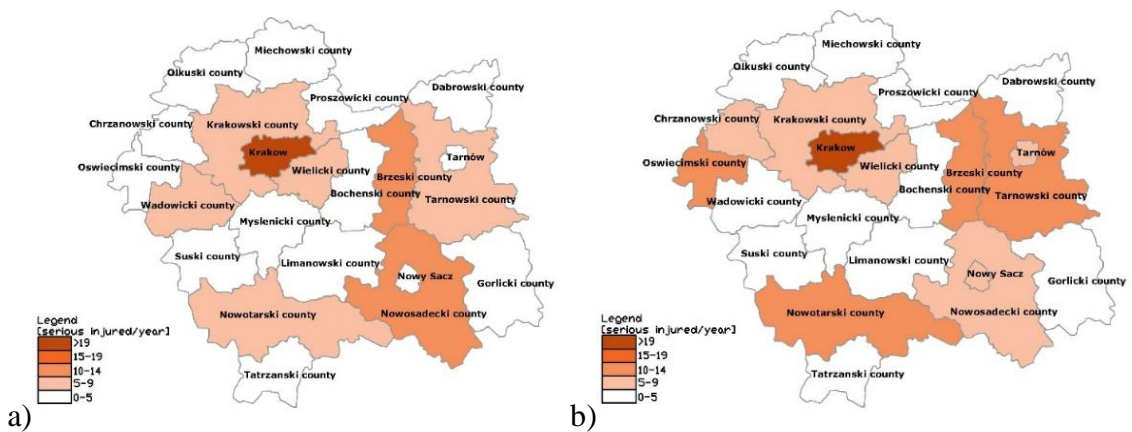 Miechowski county
Olkuski county
Dabrowski county
Proszowicki county
Chrzanowski county
Krakowski county
Krakow
Tarnów
Oswiecimski county
Wielicki county
Brzeski county
Bochenski county
Tarnowski county
Wadowicki county
Myslenicki county
Suski county
Limanowski county
Nowy Sacz
Gorlicki county
Nowotarski county
Nowosadecki county
Tatrzanski county
Legend
[serious injured/year]
>19
15-19
10-14
5-9
0-5
a)
Miechowski county
Olkuski county
Dabrowski county
Proszowicki county
Chrzanowski county
Krakowski county
Krakow
Tarnów
Oswiecimski county
Wielicki county
Brzeski county
Bochenski county
Tarnowski county
Wadowicki county
Myslenicki county
Suski county
Limanowski county
Nowy Sacz
Gorlicki county
Nowotarski county
Nowosadecki county
Tatrzanski county
Legend
[serious injured/year]
>19
15-19
10-14
5-9
0-5
b)